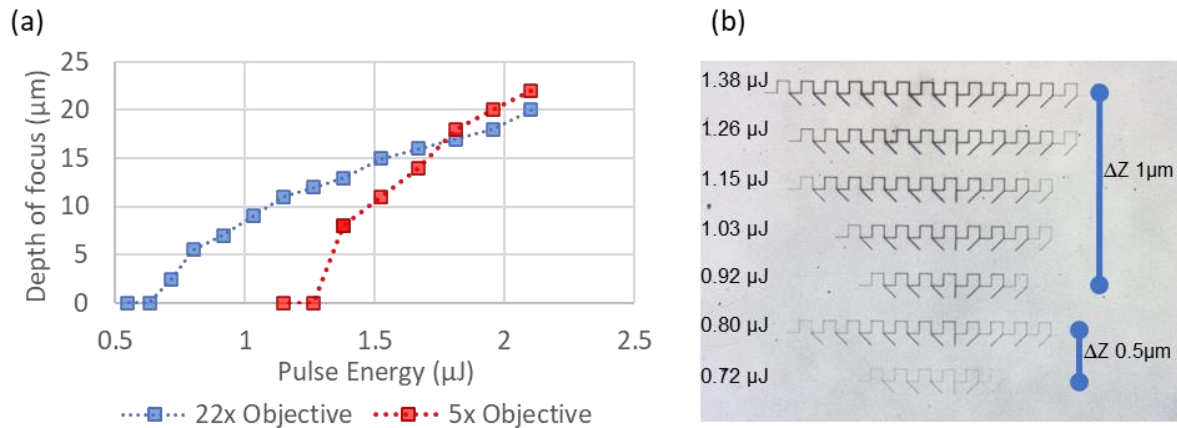 (a)
25
20
15
10
5
0
0.5 1 1.5 2 2.5
Depth of focus (µm)
Pulse Energy (µJ)
22x Objective 5x Objective
(b)
1.38 µJ
1.26 µJ
1.15 µJ
1.03 µJ
0.92 µJ
0.80 µJ
0.72 µJ
ΔZ 1µm
ΔZ 0.5µm